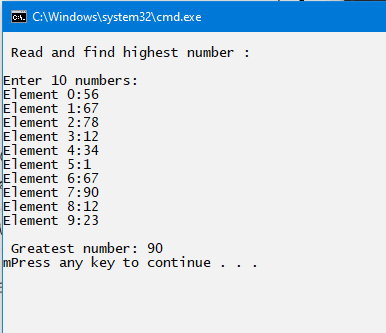 C:\Windows\system32\cmd.exe
Read and find highest number :
Enter 10 numbers:
Element 0:56
Element 1:67
Element 2:78
Element 3:12
Element 4:34
Element 5:1
Element 6:67
Element 7:90
Element 8:12
Element 9:23
Greatest number: 90
mPress any key to continue . . .